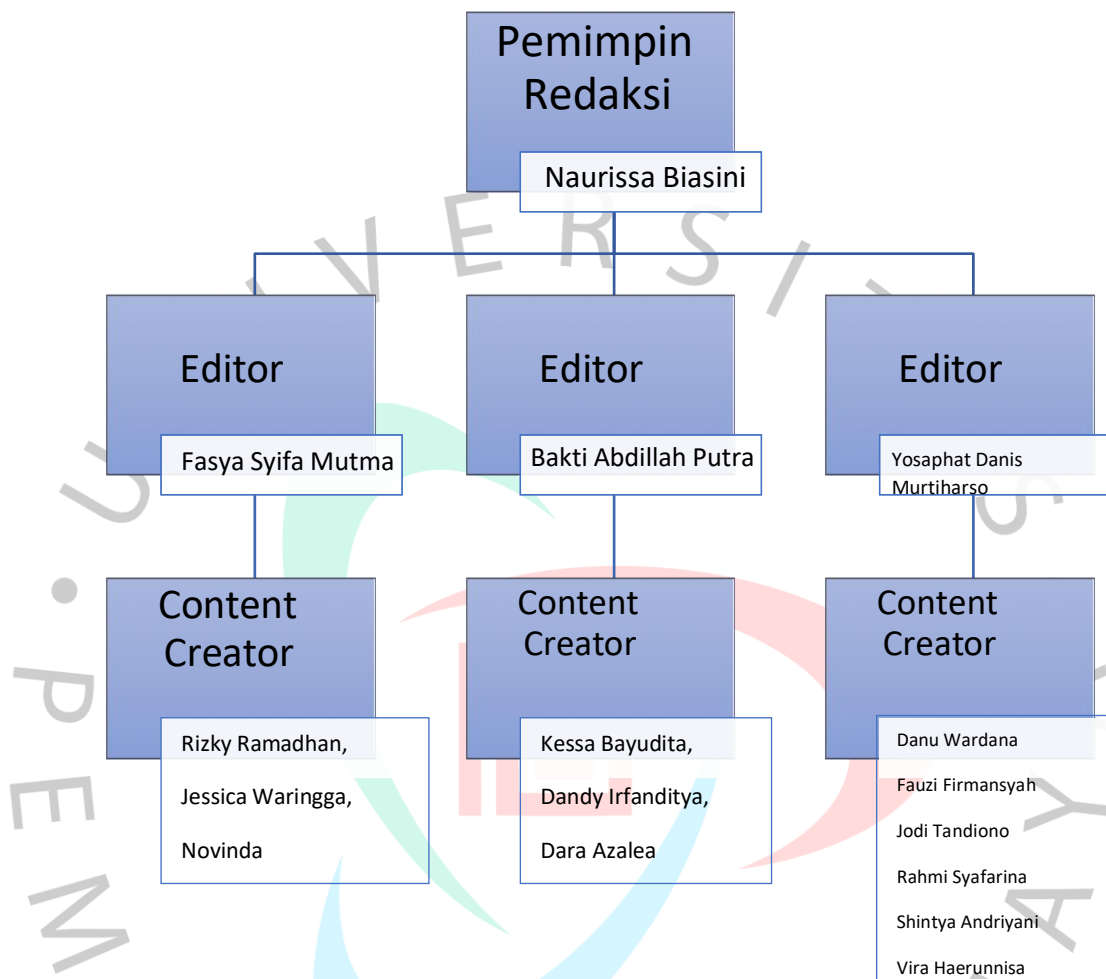 Pemimpin
Redaksi
Naurissa Biasini
Editor
Fasya Syifa Mutma
Editor
Bakti Abdillah Putra
Editor
Yosaphat Danis
Murtiharso
Content
Creator
Rizky Ramadhan,
Jessica Waringga,
Novinda
Content
Creator
Kessa Bayudita,
Dandy Irfanditya,
Dara Azalea
Content
Creator
Danu Wardana
Fauzi Firmansyah
Jodi Tandiono
Rahmi Syafarina
Shintya Andriyani
Vira Haerunnisa